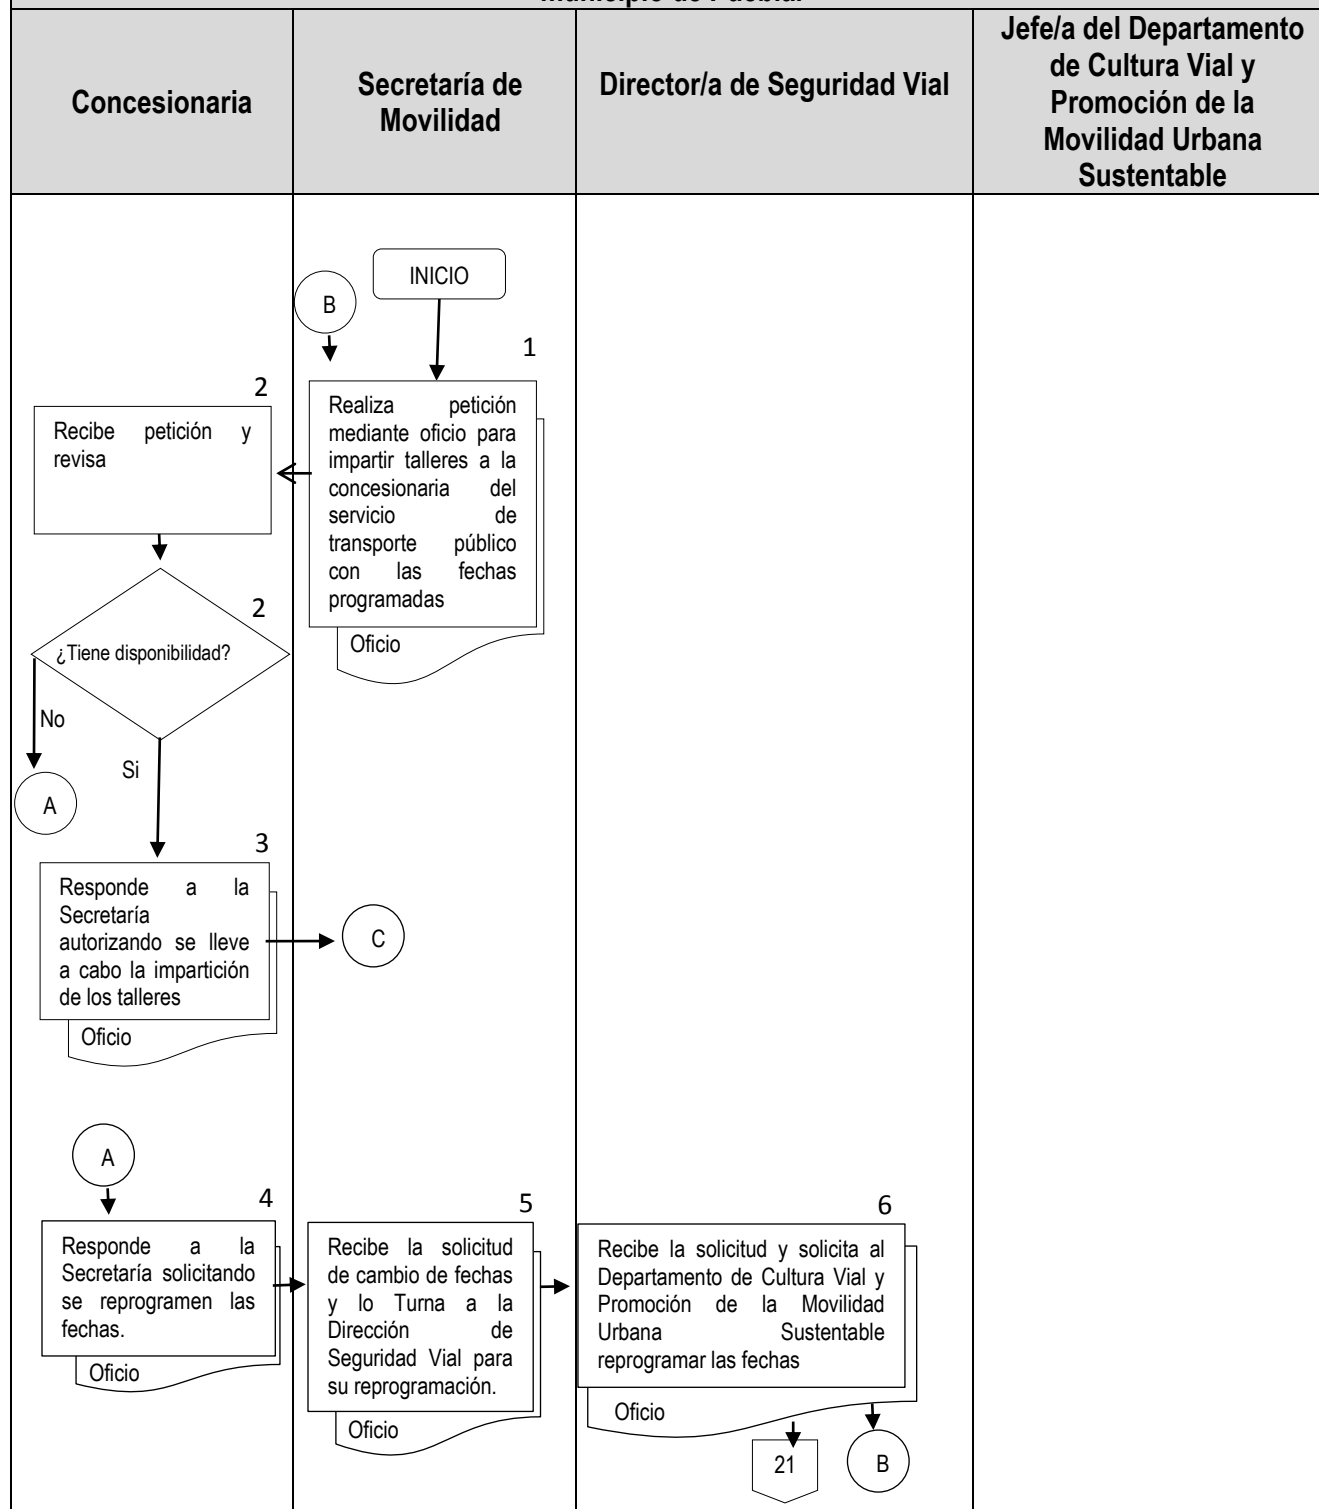 Municipio de Puebla.
Concesionaria
Secretaría de
Movilidad
Director/a de Seguridad Vial
Jefe/a del Departamento
de Cultura Vial y
Promoción de la
Movilidad Urbana
Sustentable
INICIO
B
1
Realiza petición
mediante oficio para
impartir talleres a la
concesionaria del
servicio de
transporte público
con las fechas
programadas
Oficio
2
Recibe petición y
revisa
2
¿Tiene disponibilidad?
No
Si
A
3
Responde a la
Secretaría
autorizando se lleve
a cabo la impartición
de los talleres
Oficio
C
A
4
Responde a la
Secretaría solicitando
se reprogramen las
fechas.
Oficio
5
Recibe la solicitud
de cambio de fechas
y lo Turna a la
Dirección de
Seguridad Vial para
su reprogramación.
Oficio
6
Recibe la solicitud y solicita al
Departamento de Cultura Vial y
Promoción de la Movilidad
Urbana Sustentable
reprogramar las fechas
Oficio
21
B